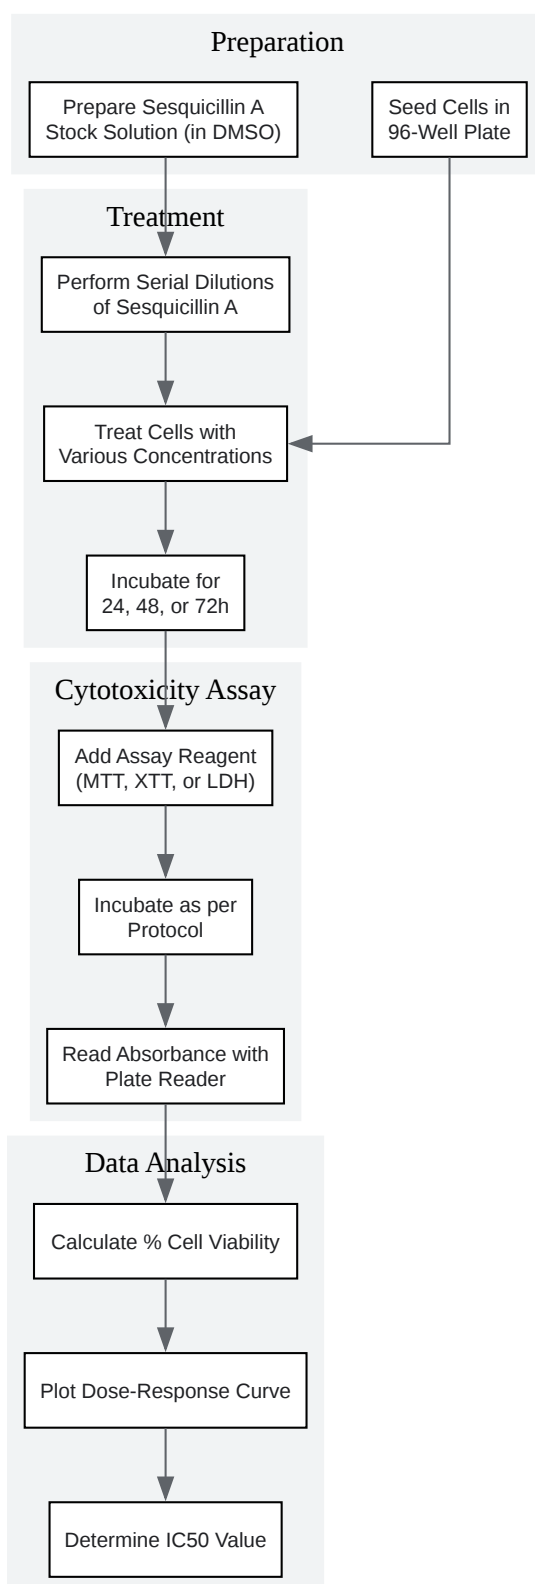 Preparation
Prepare Sesquicillin A
Stock Solution (in DMSO)
Seed Cells in
96-Well Plate
Treatment
Perform Serial Dilutions
of Sesquicillin A
Treat Cells with
Various Concentrations
Incubate for
24, 48, or 72h
Cytotoxicity Assay
Add Assay Reagent
(MTT, XTT, or LDH)
Incubate as per
Protocol
Read Absorbance with
Plate Reader
Data Analysis
Calculate % Cell Viability
Plot Dose-Response Curve
Determine IC50 Value